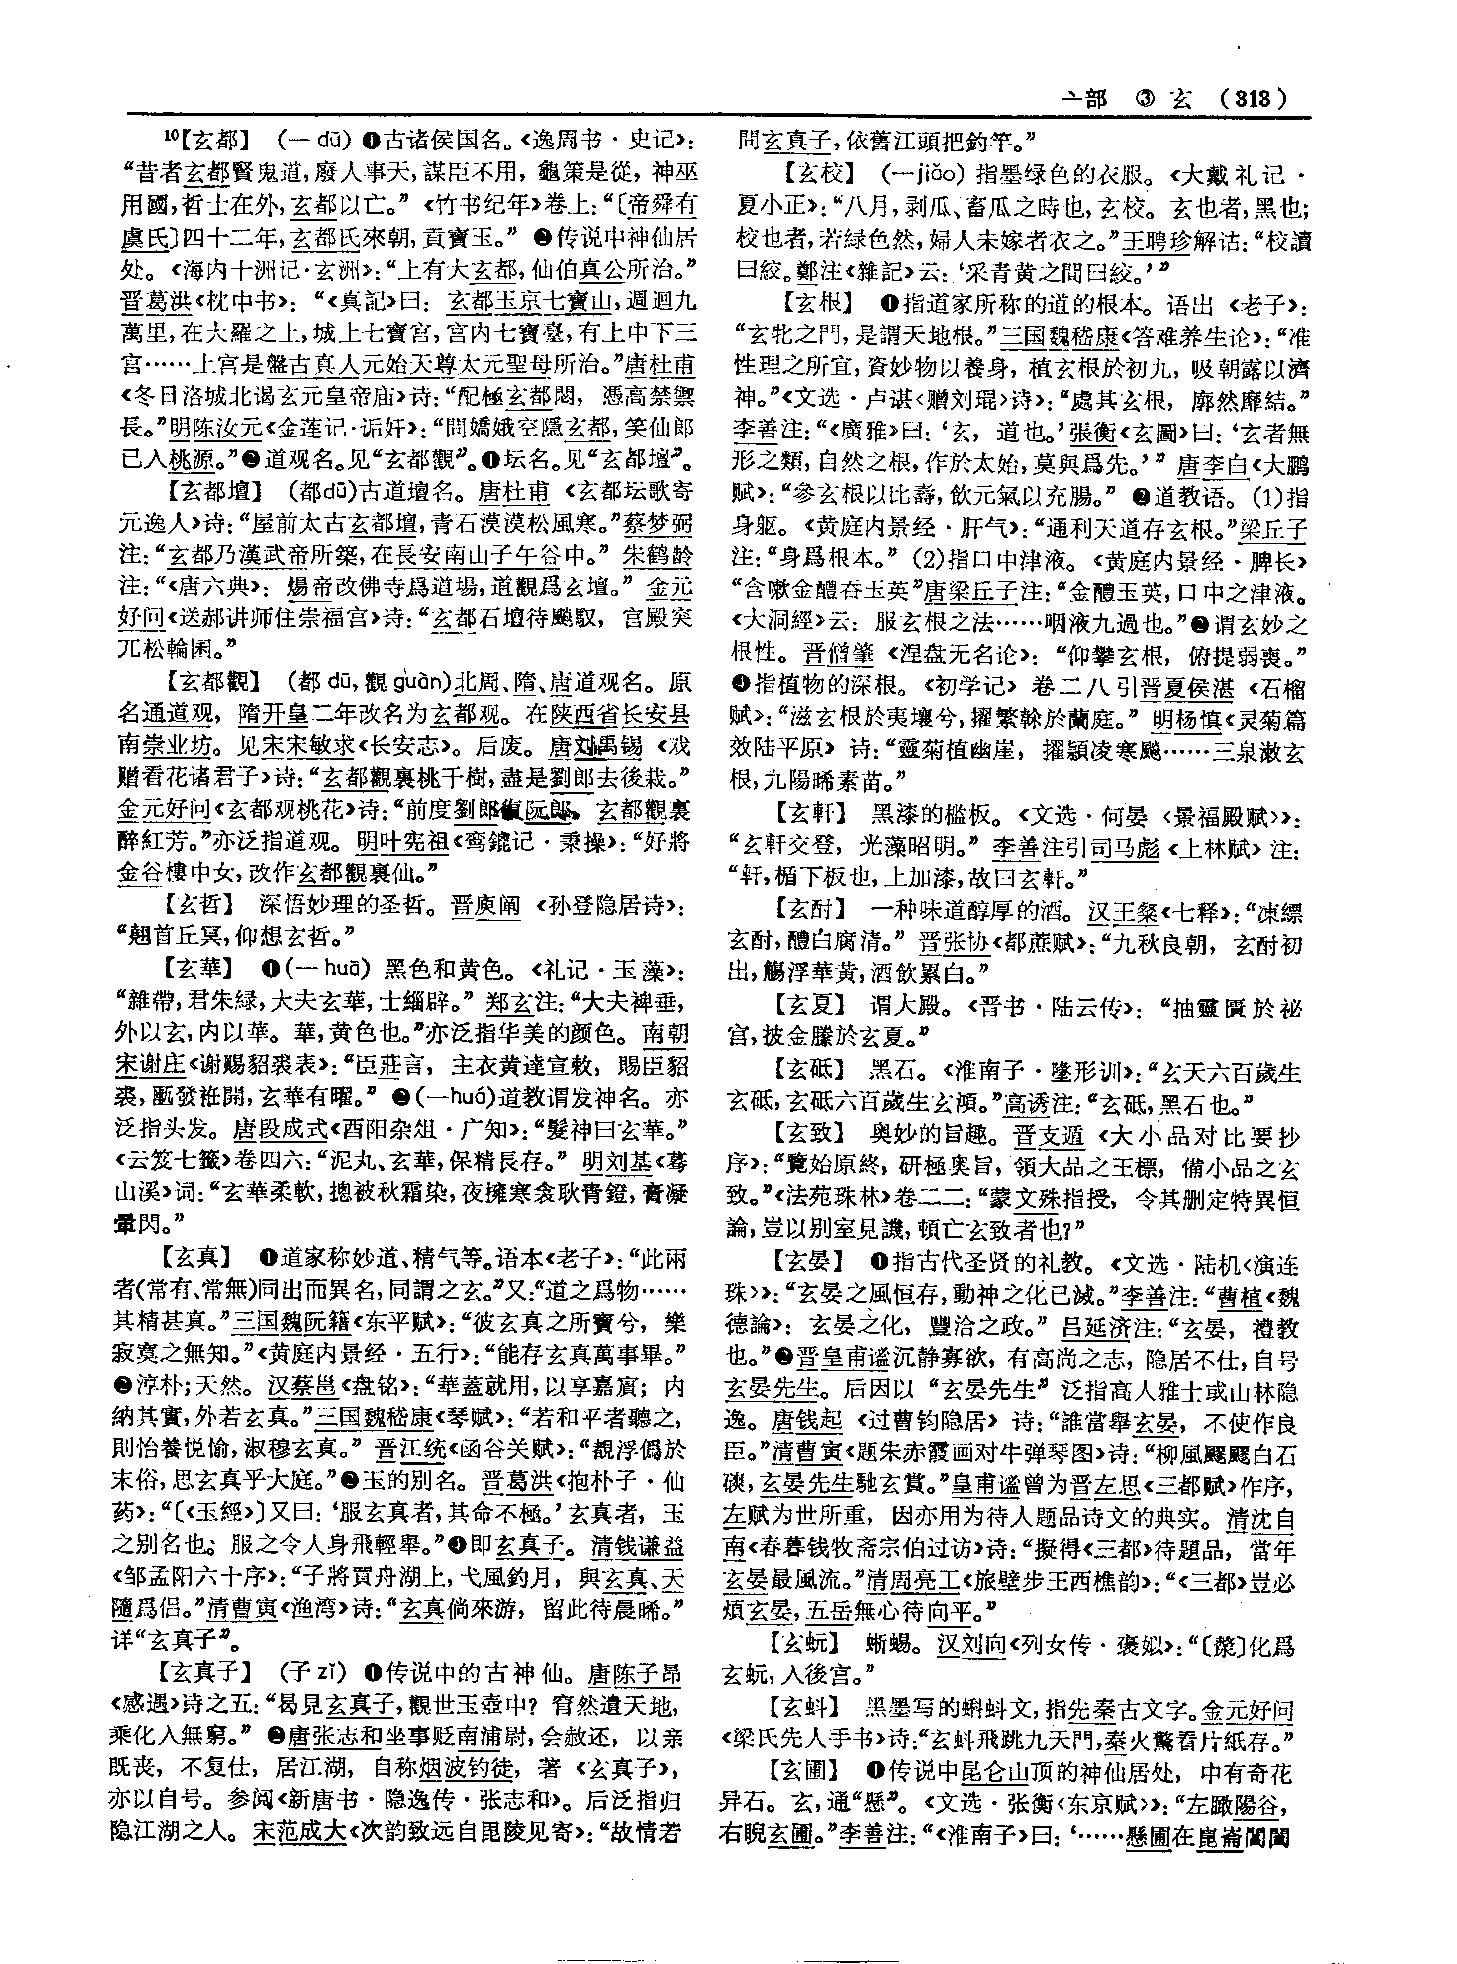 亠部 ③ 玄 (313)
10【玄都】 (一dū) ❶古诸侯国名。《逸周书·史记》:
“昔者玄都賢鬼道,廢人事天,謀臣不用,龜策是從,神巫
用國,哲士在外,玄都以亡。”《竹书纪年》卷上:“〔帝舜有
虞氏〕四十二年,玄都氏來朝,貢寶玉。” ❷传说中神仙居
处。《海内十洲记·玄洲》:“上有大玄都,仙伯真公所治。”
晋葛洪《枕中书》: “《真記》曰: 玄都玉京七寶山,週迴九
萬里,在大羅之上,城上七寶宫,宫内七寶臺,有上中下三
宫……上宫是盤古真人元始天尊太元聖母所治。”唐杜甫
《冬日洛城北谒玄元皇帝庙》诗:“配極玄都閟, 憑高禁禦
長。”明陈汝元《金莲记·诟奸》:“問嬌娥空隱玄都,笑仙郎
已入桃源。”❸道观名。见“玄都觀”。❹坛名。见“玄都壇”。
【玄都壇】 (都dū)古道壇名。唐杜甫《玄都坛歌寄
元逸人》诗:“屋前太古玄都壇,青石漠漠松風寒。”蔡梦弼
注:“玄都乃漢武帝所築,在長安南山子午谷中。” 朱鹤龄
注:“《唐六典》: 煬帝改佛寺爲道場,道觀爲玄壇。” 金元
好问《送郝讲师住崇福宫》诗:“玄都石壇待飈馭, 宫殿突
兀松輪囷。”
【玄都觀】 (都dū,觀guàn)北周、隋、唐道观名。原
名通道观, 隋开皇二年改名为玄都观。在陕西省长安县
南崇业坊。见宋宋敏求《长安志》。后废。唐刘禹锡《戏
赠看花诸君子》诗:“玄都觀裏桃千樹,盡是劉郎去後栽。”
金元好问《玄都观桃花》诗:“前度劉郎復阮郎, 玄都觀裏
醉紅芳。”亦泛指道观。明叶宪祖《鸾鎞记·秉操》:“好將
金谷樓中女,改作玄都觀裏仙。”
【玄哲】 深悟妙理的圣哲。晋庾阐《孙登隐居诗》:
“翹首丘冥,仰想玄哲。”
【玄華】 ❶(一huā) 黑色和黄色。《礼记·玉藻》:
“雜帶,君朱緑,大夫玄華,士緇辟。” 郑玄注:“大夫裨垂,
外以玄,内以華。華,黄色也。”亦泛指华美的颜色。南朝
宋谢庄《谢赐貂裘表》:“臣莊言, 主衣黄達宣敕, 賜臣貂
裘,匭發袵開,玄華有曜。” ❷(一huá)道教谓发神名。亦
泛指头发。唐段成式《酉阳杂俎·广知》:“髮神曰玄華。”
《云笈七籤》卷四六:“泥丸、玄華,保精長存。” 明刘基《蓦
山溪》词:“玄華柔軟,摠被秋霜染,夜擁寒衾耿青鐙,膏凝
暈閃。”
【玄真】 ❶道家称妙道、精气等。语本《老子》:“此兩
者(常有、常無)同出而異名,同謂之玄。”又:“道之爲物……
其精甚真。”三国魏阮籍《东平赋》:“彼玄真之所寶兮, 樂
寂寞之無知。”《黄庭内景经·五行》:“能存玄真萬事畢。”
❷淳朴;天然。汉蔡邕《盘铭》:“華蓋就用,以享嘉賓; 内
納其實,外若玄真。”三国魏嵇康《琴赋》:“若和平者聽之,
則怡養悦愉,淑穆玄真。” 晋江统《函谷关赋》:“覩浮僞於
末俗,思玄真乎大庭。”❸玉的别名。晋葛洪《抱朴子·仙
药》:“〔《玉經》〕又曰: ‘服玄真者,其命不極。’玄真者, 玉
之别名也。服之令人身飛輕舉。”❹即玄真子。清钱谦益
《邹孟阳六十序》:“子將買舟湖上,弋風釣月, 與玄真、天
隨爲侣。”清曹寅《渔湾》诗:“玄真倘來游, 留此待晨晞。”
详“玄真子”。
【玄真子】 (子zǐ) ❶传说中的古神仙。唐陈子昂
《感遇》诗之五:“曷見玄真子,觀世玉壺中? 窅然遺天地,
乘化入無窮。” ❷唐张志和坐事贬南浦尉,会赦还, 以亲
既丧, 不复仕, 居江湖, 自称烟波钓徒, 著《玄真子》,
亦以自号。参阅《新唐书·隐逸传·张志和》。后泛指归
隐江湖之人。宋范成大《次韵致远自毘陵见寄》:“故情若
問玄真子,依舊江頭把釣竿。”
【玄校】 (一jiǎo) 指墨绿色的衣服。《大戴礼记·
夏小正》:“八月,剥瓜、畜瓜之時也,玄校。玄也者,黑也;
校也者,若緑色然,婦人未嫁者衣之。”王聘珍解诂:“校讀
曰絞。鄭注《雜記》云:‘采青黄之間曰絞。’”
【玄根】 ❶指道家所称的道的根本。语出《老子》:
“玄牝之門,是謂天地根。”三国魏嵇康《答难养生论》:“准
性理之所宜,資妙物以養身, 植玄根於初九, 吸朝露以濟
神。”《文选·卢谌〈赠刘琨〉诗》:“處其玄根, 廓然靡結。”
李善注:“《廣雅》曰:‘玄, 道也。’張衡《玄圖》曰:‘玄者無
形之類,自然之根,作於太始,莫與爲先。’” 唐李白《大鹏
赋》:“參玄根以比壽,飲元氣以充腸。” ❷道教语。(1)指
身躯。《黄庭内景经·肝气》:“通利天道存玄根。”梁丘子
注:“身爲根本。” (2)指口中津液。《黄庭内景经·脾长》
“含漱金醴吞玉英”唐梁丘子注:“金醴玉英,口中之津液。
《大洞經》云: 服玄根之法……咽液九過也。”❸谓玄妙之
根性。晋僧肇《涅盘无名论》: “仰攀玄根, 俯提弱喪。”
❹指植物的深根。《初学记》卷二八引晋夏侯湛《石榴
赋》:“滋玄根於夷壤兮,擢繁榦於蘭庭。” 明杨慎《灵菊篇
效陆平原》诗:“靈菊植幽崖, 擢穎凌寒飈……三泉漱玄
根,九陽晞素苗。”
【玄軒】 黑漆的槛板。《文选·何晏〈景福殿赋〉》:
“玄軒交登, 光藻昭明。” 李善注引司马彪《上林赋》注:
“軒,楯下板也,上加漆,故曰玄軒。”
【玄酎】 一种味道醇厚的酒。汉王粲《七释》:“凍縹
玄酎,醴白腐清。” 晋张协《都蔗赋》:“九秋良朝, 玄酎初
出,觴浮華黄,酒飲累白。”
【玄夏】 谓大殿。《晋书·陆云传》: “抽靈匱於祕
宫,披金縢於玄夏。”
【玄砥】 黑石。《淮南子·墬形训》:“玄天六百歲生
玄砥,玄砥六百歲生玄澒。”高诱注:“玄砥,黑石也。”
【玄致】 奥妙的旨趣。晋支遁《大小品对比要抄
序》:“覽始原終, 研極奥旨, 領大品之王標, 備小品之玄
致。”《法苑珠林》卷二二:“蒙文殊指授, 令其删定特異恒
論,豈以别室見譏,頓亡玄致者也?”
【玄晏】 ❶指古代圣贤的礼教。《文选·陆机〈演连
珠〉》:“玄晏之風恒存,動神之化已滅。”李善注:“曹植《魏
德論》: 玄晏之化, 豐洽之政。” 吕延济注:“玄晏, 禮教
也。”❷晋皇甫谧沉静寡欲, 有高尚之志, 隐居不仕,自号
玄晏先生。后因以“玄晏先生”泛指高人雅士或山林隐
逸。唐钱起《过曹钧隐居》诗:“誰當舉玄晏, 不使作良
臣。”清曹寅《题朱赤霞画对牛弹琴图》诗:“柳風飂飂白石
磢,玄晏先生馳玄賞。”皇甫谧曾为晋左思《三都赋》作序,
左赋为世所重, 因亦用为待人题品诗文的典实。清沈自
南《春暮钱牧斋宗伯过访》诗:“擬得《三都》待題品, 當年
玄晏最風流。”清周亮工《旅壁步王西樵韵》:“《三都》豈必
煩玄晏,五岳無心待向平。”
【玄蚖】 蜥蜴。汉刘向《列女传·褒姒》:“〔漦〕化爲
玄蚖,入後宫。”
【玄蚪】 黑墨写的蝌蚪文,指先秦古文字。金元好问
《梁氏先人手书》诗:“玄蚪飛跳九天門,秦火驚看片紙存。”
【玄圃】 ❶传说中昆仑山顶的神仙居处, 中有奇花
异石。玄,通“懸”。《文选·张衡〈东京赋〉》:“左瞰陽谷,
右睨玄圃。”李善注:“《淮南子》曰:‘……懸圃在崑崙閶闔